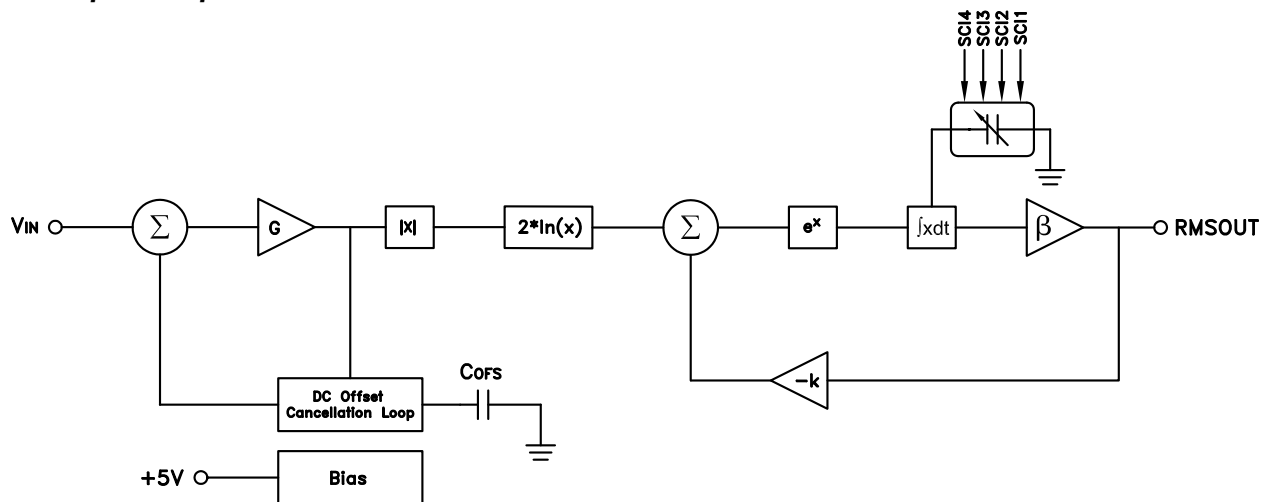 SCI4
SCI3
SCI2
SCI1
VIN
Σ
G
|x|
2*ln(x)
Σ
e^x
∫xdt
β
RMSOUT
-k
COFS
DC Offset
Cancellation Loop
+5V
Bias